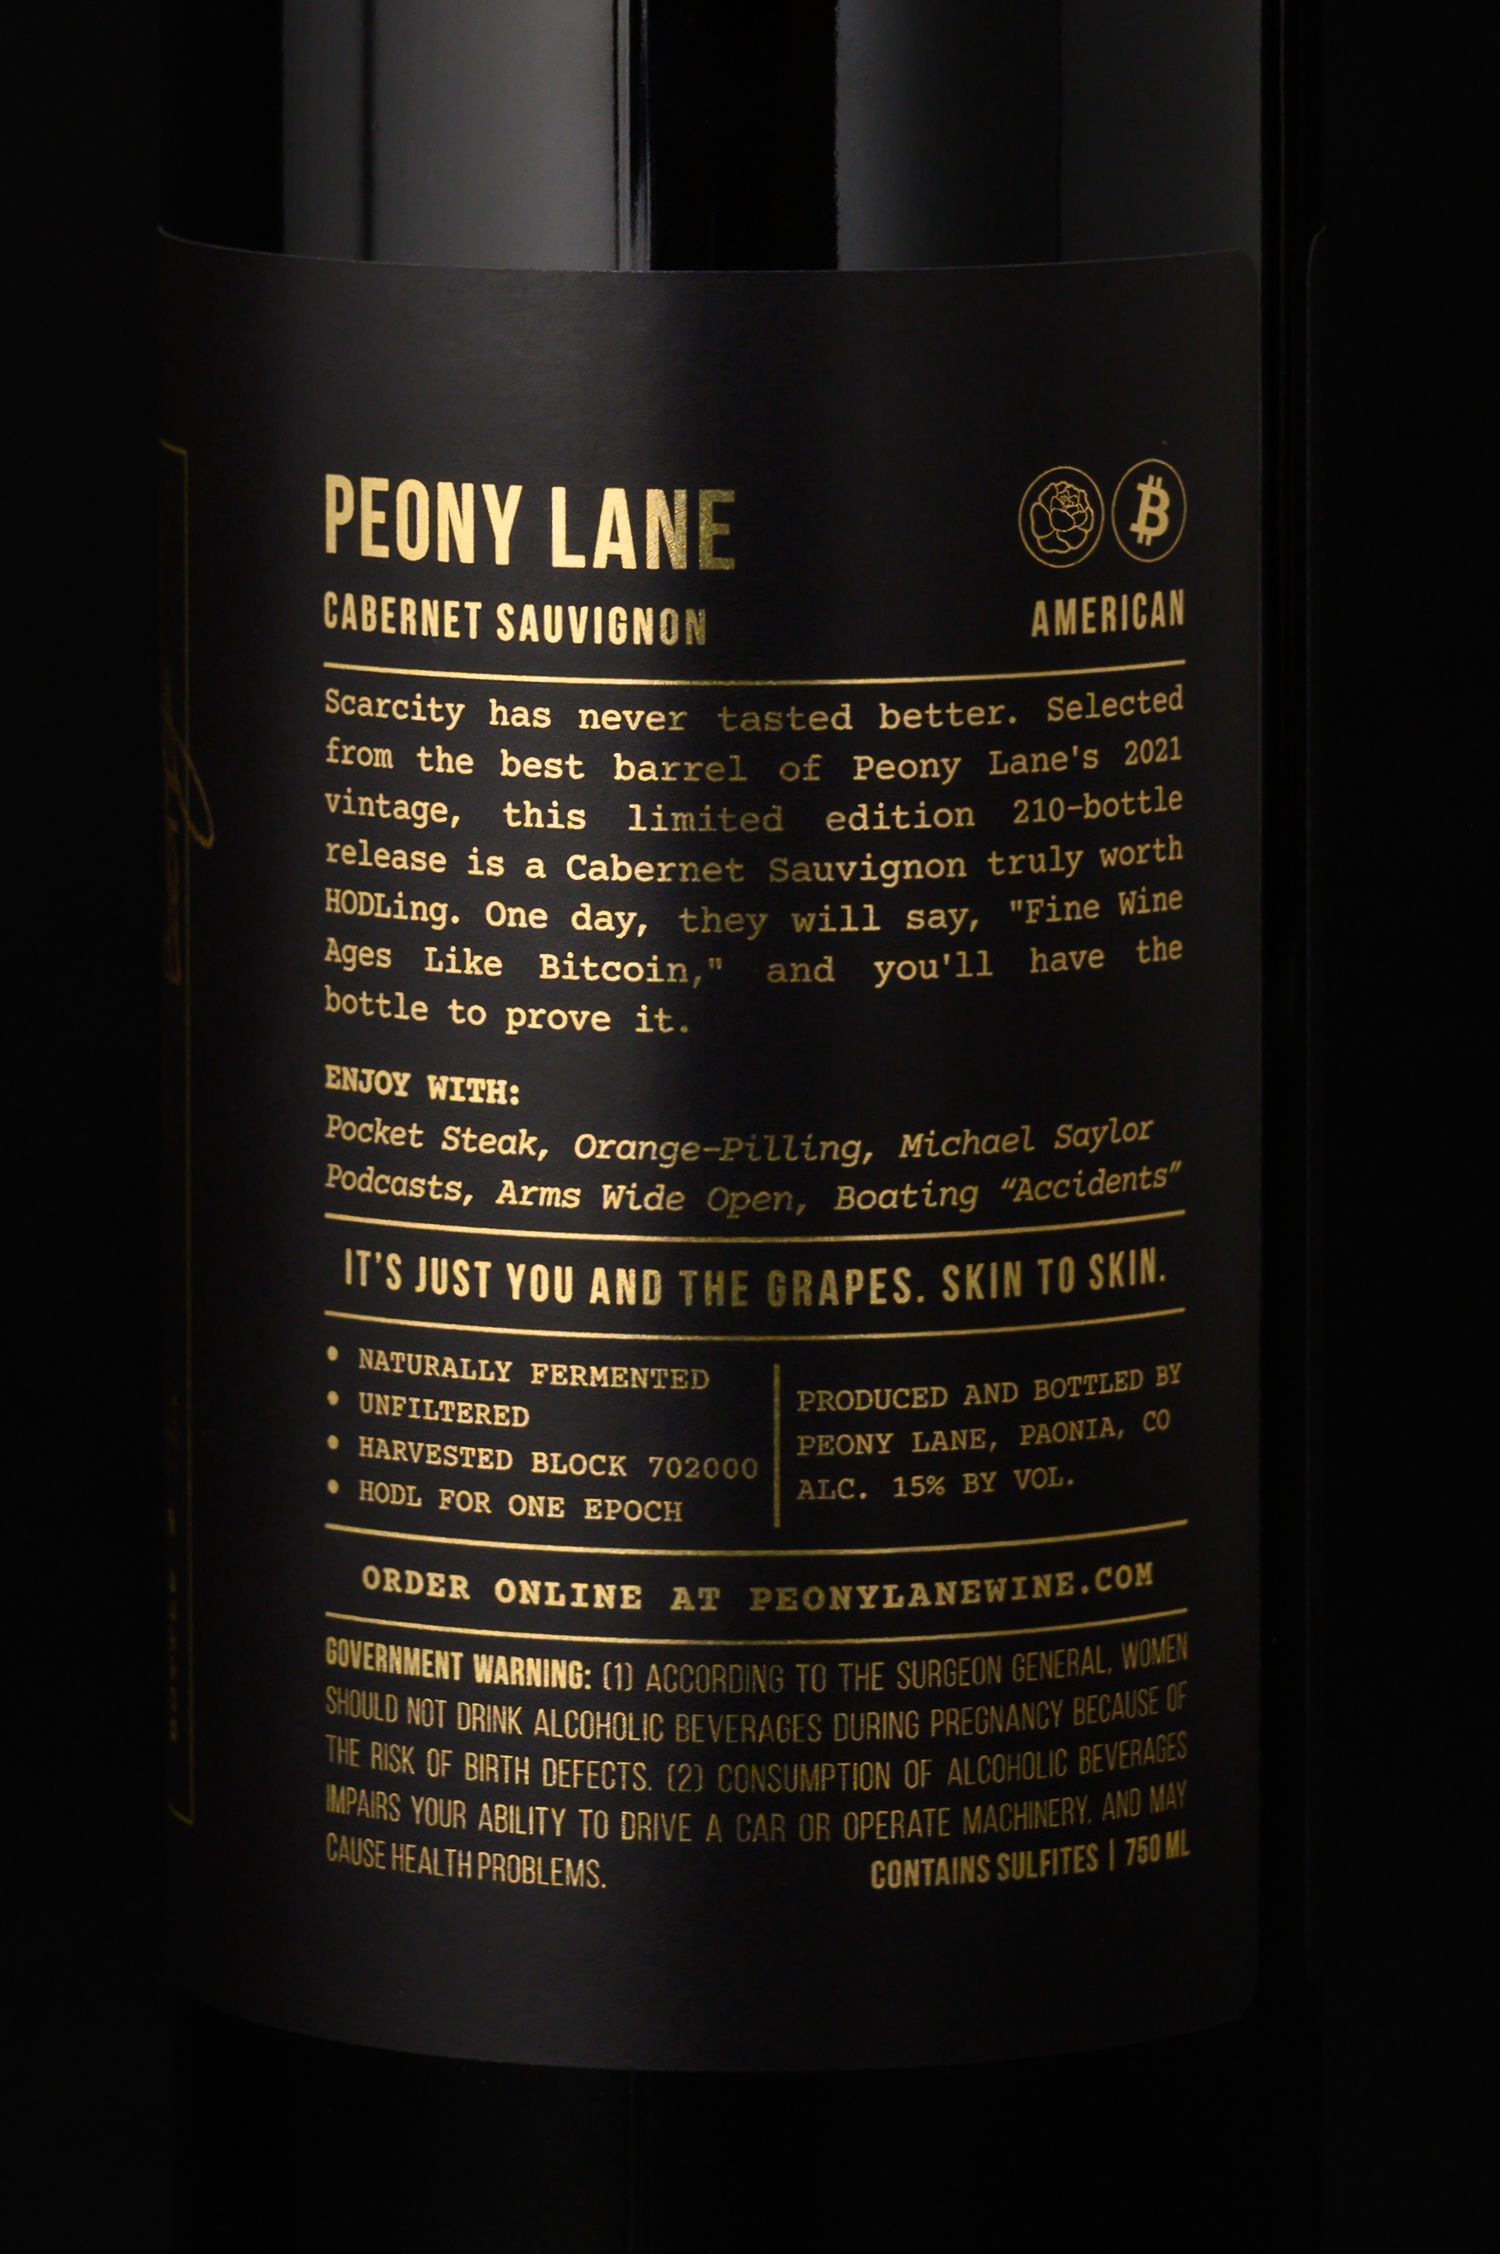 PEONY LANE
CABERNET SAUVIGNON
AMERICAN
Scarcity has never tasted better. Selected
from the best barrel of Peony Lane's 2021
vintage, this limited edition 210-bottle
release is a Cabernet Sauvignon truly worth
HODLing. One day, they will say, "Fine Wine
Ages Like Bitcoin," and you'll have the
bottle to prove it.
ENJOY WITH:
Pocket Steak, Orange-Pilling, Michael Saylor
Podcasts, Arms Wide Open, Boating “Accidents”
IT'S JUST YOU AND THE GRAPES. SKIN TO SKIN.
• NATURALLY FERMENTED
• UNFILTERED
• HARVESTED BLOCK 702000
• HODL FOR ONE EPOCH
PRODUCED AND BOTTLED BY
PEONY LANE, PAONIA, CO
ALC. 15% BY VOL.
ORDER ONLINE AT PEONYLANEWINE.COM
GOVERNMENT WARNING: (1) ACCORDING TO THE SURGEON GENERAL, WOMEN
SHOULD NOT DRINK ALCOHOLIC BEVERAGES DURING PREGNANCY BECAUSE OF
THE RISK OF BIRTH DEFECTS. (2) CONSUMPTION OF ALCOHOLIC BEVERAGES
IMPAIRS YOUR ABILITY TO DRIVE A CAR OR OPERATE MACHINERY, AND MAY
CAUSE HEALTH PROBLEMS.
CONTAINS SULFITES | 750 ML